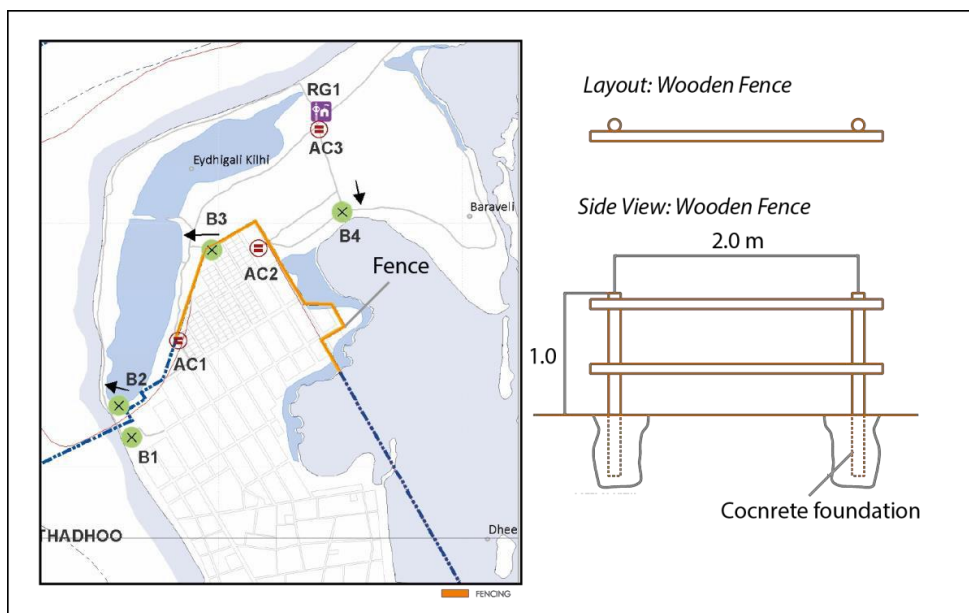 RG1
AC3
Eydhigali Kilhi
B3
Baraveli
B4
AC2
Fence
AC1
B2
B1
THADHOO
Dhee
FENCING
Layout: Wooden Fence
Side View: Wooden Fence
2.0 m
1.0
Cocnrete foundation